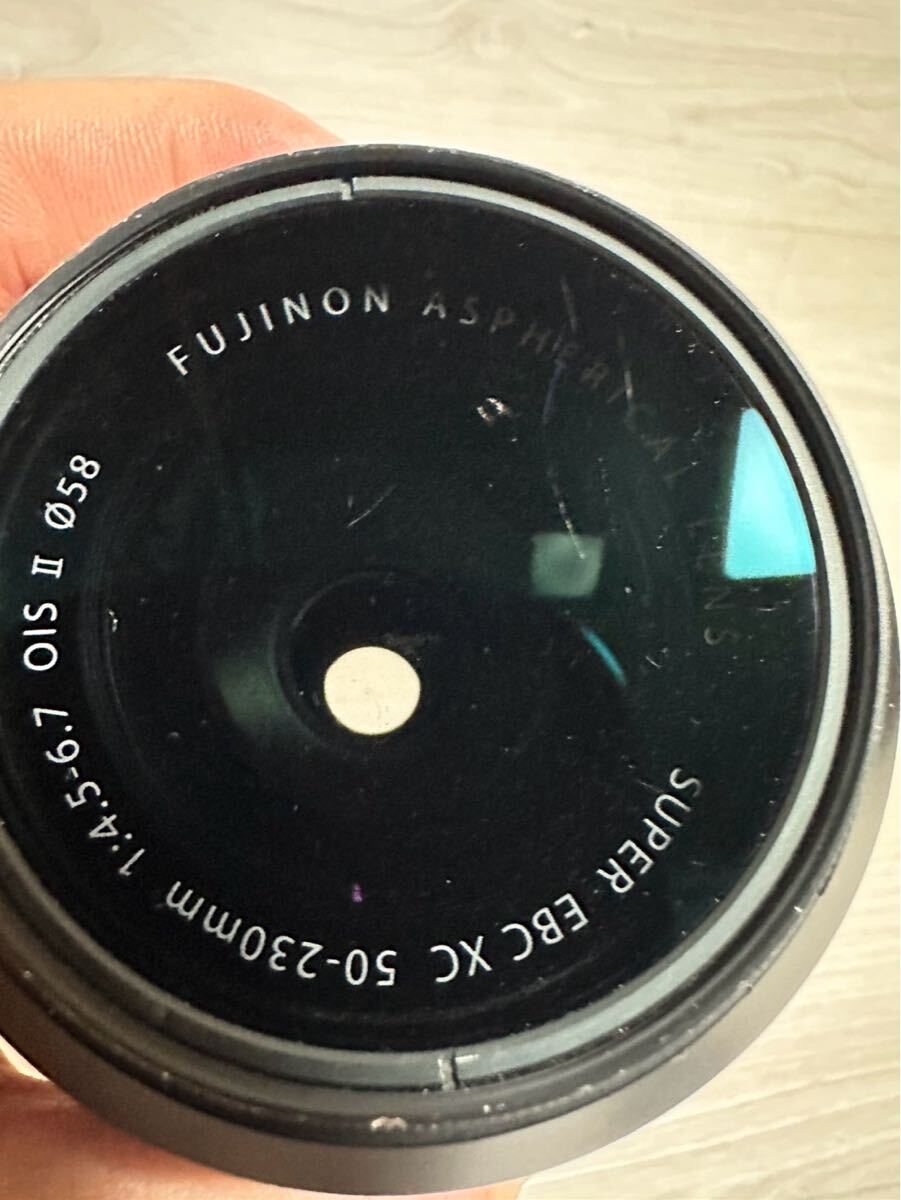 FUJINON ASPHERICAL LENS
SUPER EBC XC 50-230mm 1:4.5-6.7 OIS II Ø58